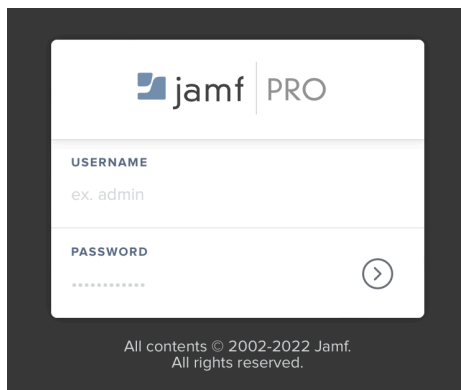 jamf PRO
USERNAME
ex. admin
PASSWORD
............
All contents © 2002-2022 Jamf.
All rights reserved.